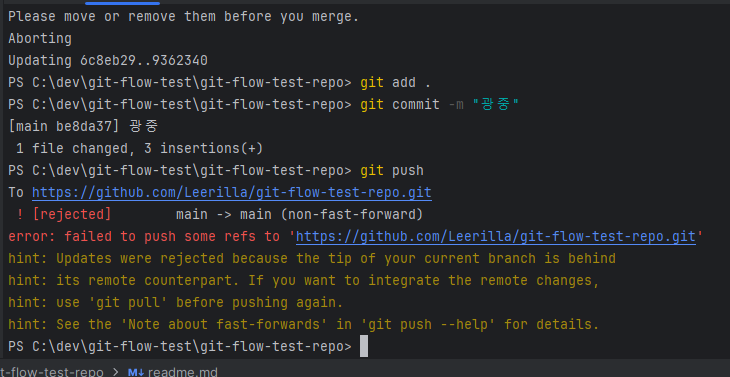 Please move or remove them before you merge.
Aborting
Updating 6c8eb29..9362340
PS C:\dev\git-flow-test\git-flow-test-repo> git add .
PS C:\dev\git-flow-test\git-flow-test-repo> git commit -m "광중"
[main be8da37] 광중
 1 file changed, 3 insertions(+)
PS C:\dev\git-flow-test\git-flow-test-repo> git push
To https://github.com/Leerilla/git-flow-test-repo.git
 ! [rejected]        main -> main (non-fast-forward)
error: failed to push some refs to 'https://github.com/Leerilla/git-flow-test-repo.git'
hint: Updates were rejected because the tip of your current branch is behind
hint: its remote counterpart. If you want to integrate the remote changes,
hint: use 'git pull' before pushing again.
hint: See the 'Note about fast-forwards' in 'git push --help' for details.
PS C:\dev\git-flow-test\git-flow-test-repo>
t-flow-test-repo > M↓ readme.md